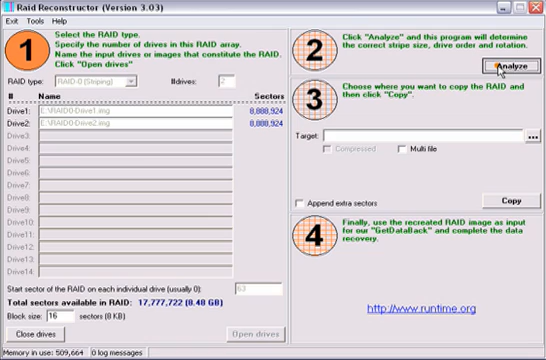 Raid Reconstructor (Version 3.03)
Exit Tools Help
1
Select the RAID type.
Specify the number of drives in this RAID array.
Name the input drives or images that constitute the RAID.
Click "Open drives"
RAID type: RAID-0 (Striping) #drives: 2
# Name Sectors
Drive1: E:\RAID0-Drive1.img 8,888,924
Drive2: E:\RAID0-Drive2.img 8,888,924
Drive3:
Drive4:
Drive5:
Drive6:
Drive7:
Drive8:
Drive9:
Drive10:
Drive11:
Drive12:
Drive13:
Drive14:
Start sector of the RAID on each individual drive (usually 0): 63
Total sectors available in RAID: 17,777,722 (8.48 GB)
Block size: 16 sectors (8 KB)
Close drives Open drives
Memory in use: 509,664 0 log messages
2
Click "Analyze" and this program will determine
the correct stripe size, drive order and rotation.
Analyze
3
Choose where you want to copy the RAID and
then click "Copy".
Target: ...
Compressed Multi file
Append extra sectors Copy
4
Finally, use the recreated RAID image as input
for our "GetDataBack" and complete the data
recovery.
http://www.runtime.org